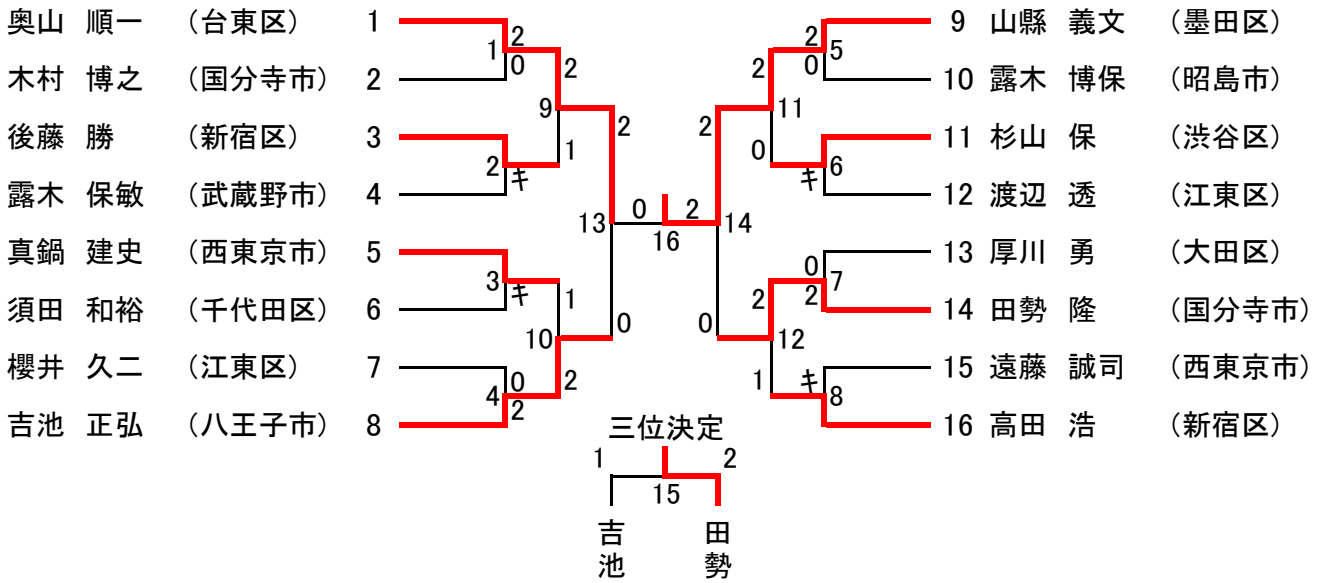 奥山 順一 (台東区) 1
木村 博之 (国分寺市) 2
後藤 勝 (新宿区) 3
露木 保敏 (武蔵野市) 4
真鍋 建史 (西東京市) 5
須田 和裕 (千代田区) 6
櫻井 久二 (江東区) 7
吉池 正弘 (八王子市) 8
1 2 0
2 キ
3 キ
4 0 2
9 2 1
10 1 2
13 2 0
16 0 2
14 2 0
11 2 0
12 2 1
5 2 0
6 キ
7 0 2
8 キ
9 山縣 義文 (墨田区)
10 露木 博保 (昭島市)
11 杉山 保 (渋谷区)
12 渡辺 透 (江東区)
13 厚川 勇 (大田区)
14 田勢 隆 (国分寺市)
15 遠藤 誠司 (西東京市)
16 高田 浩 (新宿区)
三位決定
1 2
15
吉池
田勢